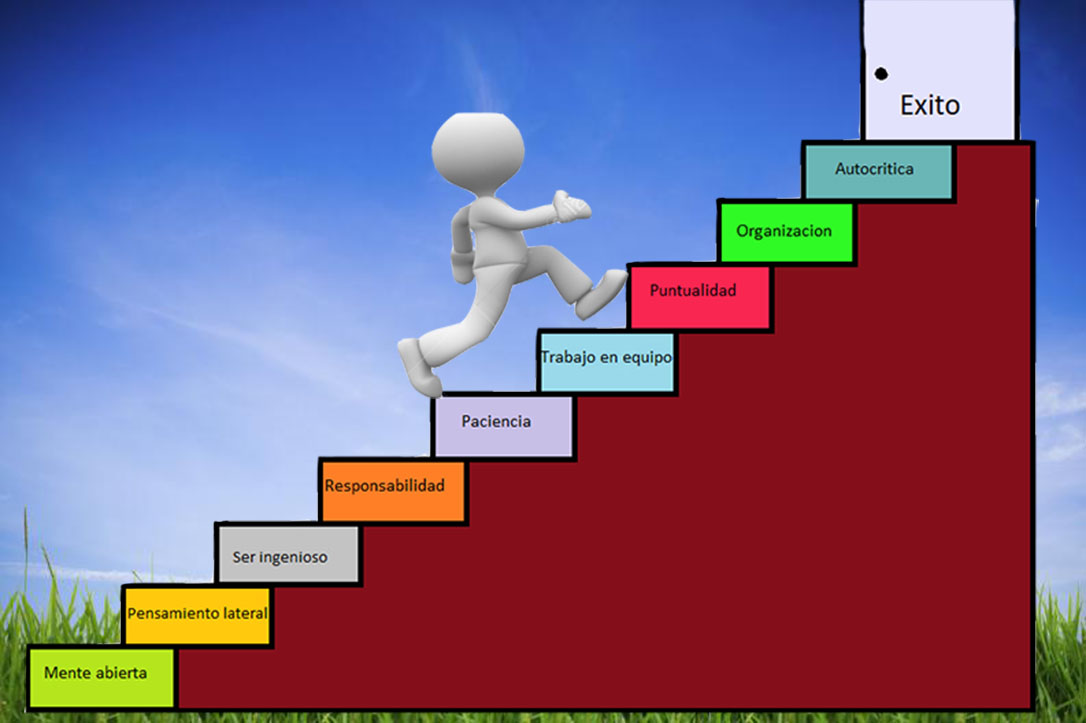 Exito
Autocritica
Organizacion
Puntualidad
Trabajo en equipo
Paciencia
Responsabilidad
Ser ingenioso
Pensamiento lateral
Mente abierta